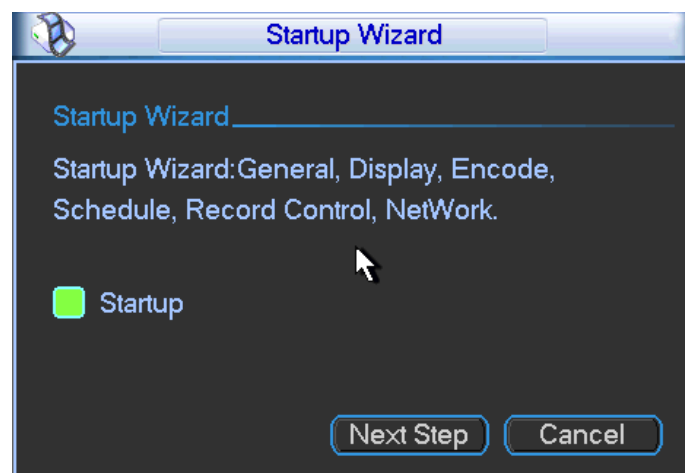 Startup Wizard
Startup Wizard
Startup Wizard:General, Display, Encode,
Schedule, Record Control, NetWork.
Startup
Next Step Cancel